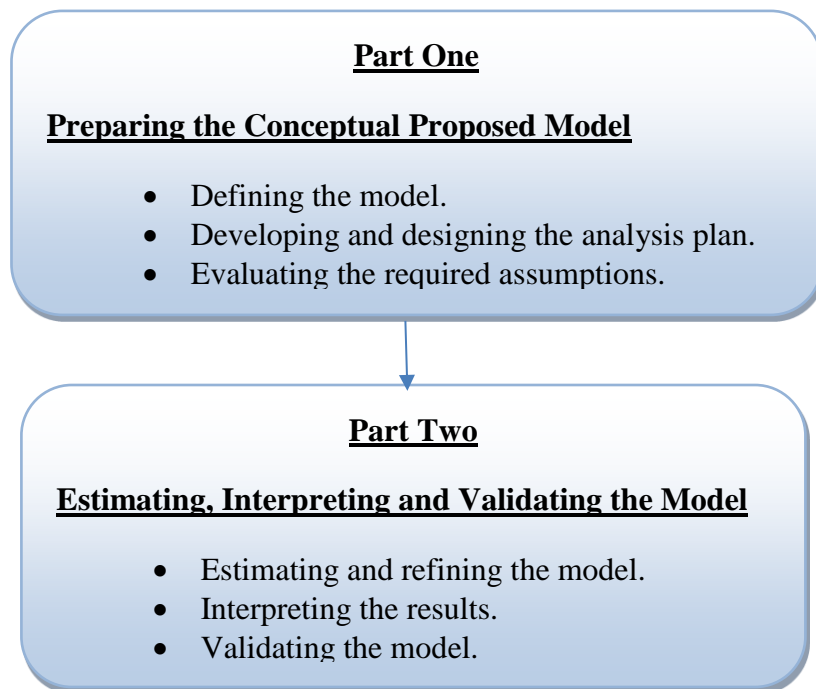 Part One
Preparing the Conceptual Proposed Model
• Defining the model.
• Developing and designing the analysis plan.
• Evaluating the required assumptions.
Part Two
Estimating, Interpreting and Validating the Model
• Estimating and refining the model.
• Interpreting the results.
• Validating the model.